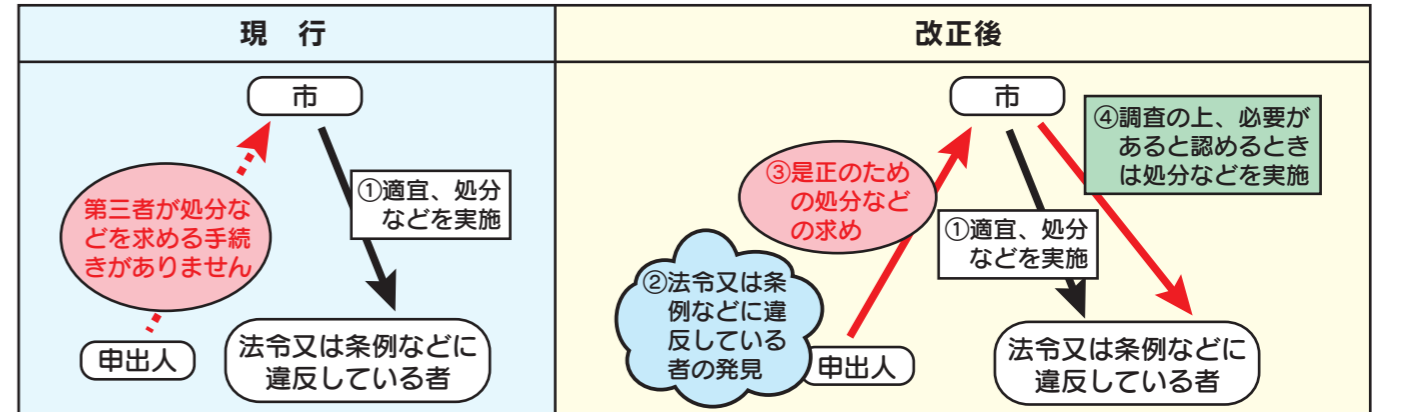 現　行
市
①適宜、処分
などを実施
第三者が処分な
どを求める手続
きがありません
申出人
法令又は条例などに
違反している者
改正後
市
④調査の上、必要が
あると認めるとき
は処分などを実施
③是正のため
の処分など
の求め
①適宜、処分
などを実施
②法令又は条
例などに違
反している
者の発見
申出人
法令又は条例などに
違反している者